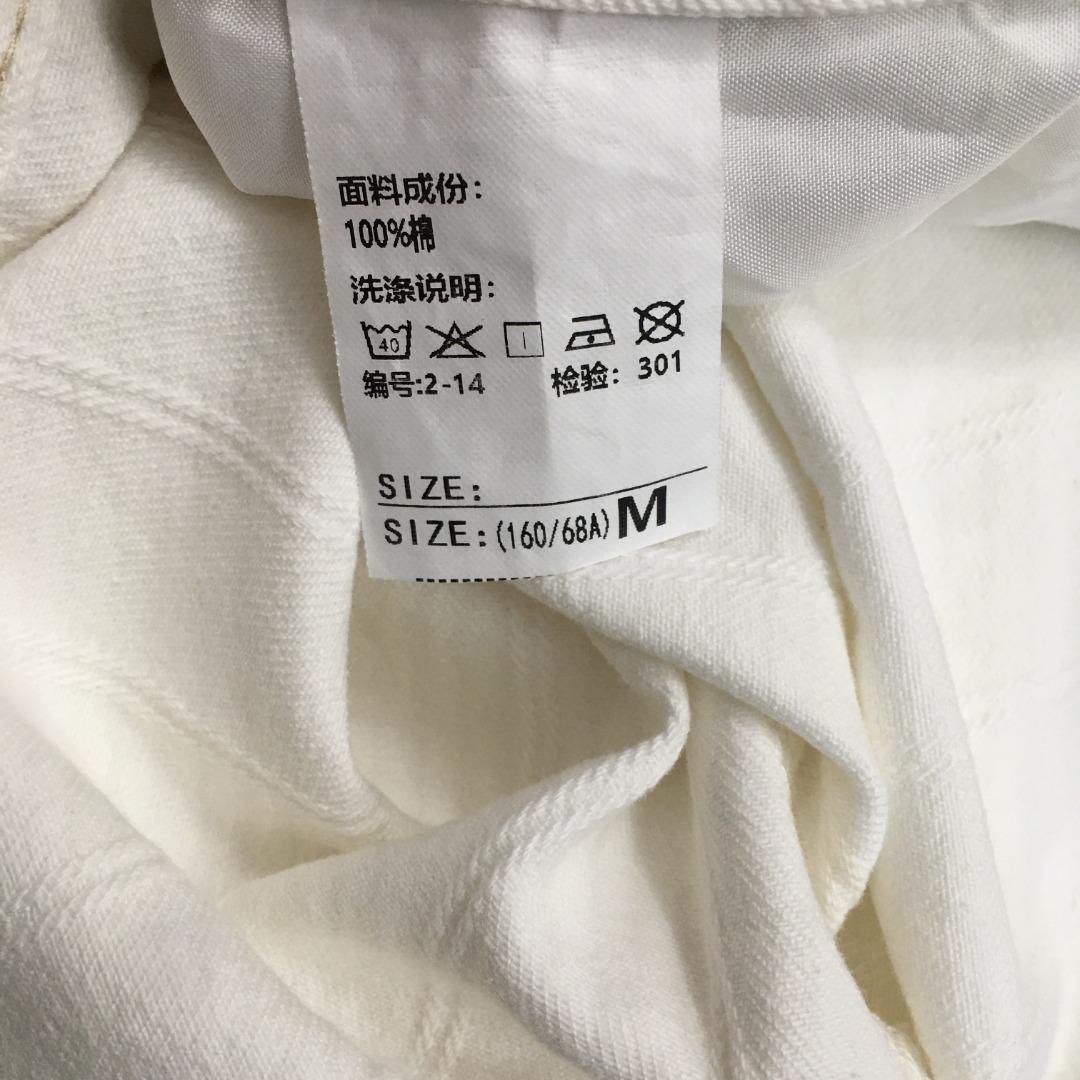 面料成份：
100%棉
洗涤说明：
40
编号:2-14 检验：301
SIZE:
SIZE:(160/68A) M